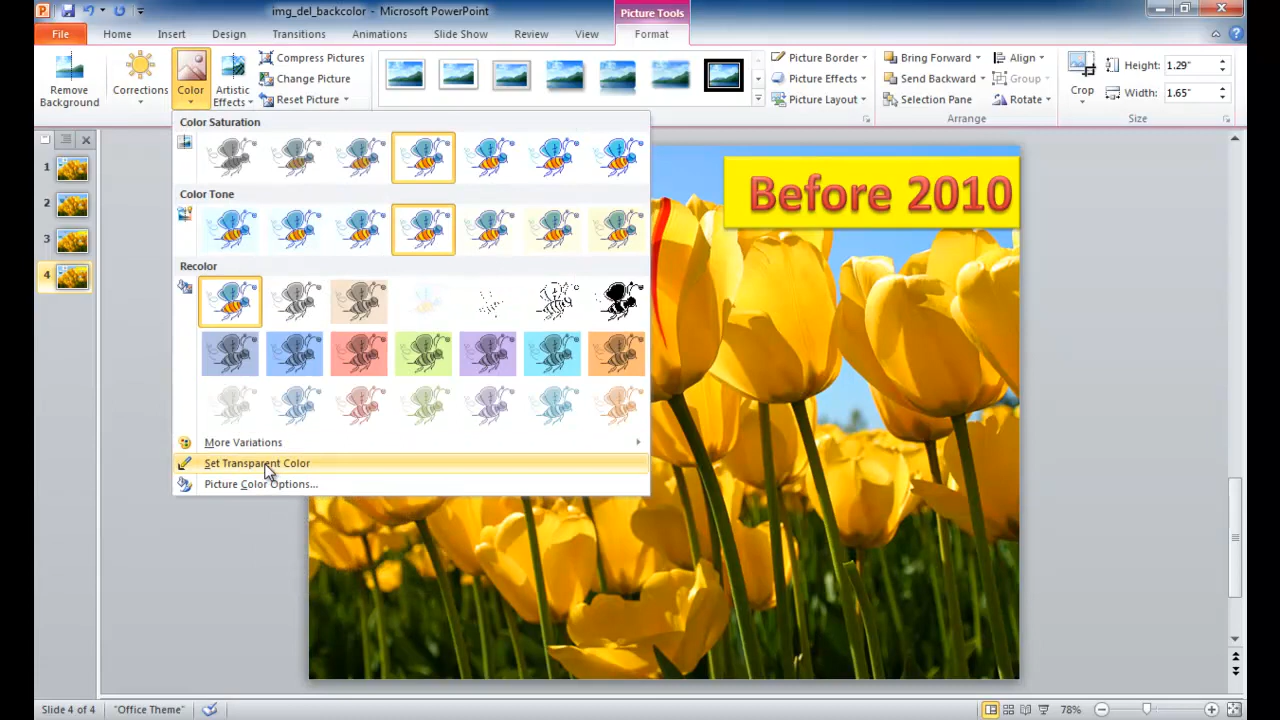 img_del_backcolor - Microsoft PowerPoint
Picture Tools
File Home Insert Design Transitions Animations Slide Show Review View Format
Remove Background
Corrections
Color
Artistic Effects
Compress Pictures
Change Picture
Reset Picture
Picture Border
Picture Effects
Picture Layout
Bring Forward
Send Backward
Selection Pane
Align
Group
Rotate
Arrange
Crop
Height: 1.29"
Width: 1.65"
Size
Color Saturation
Color Tone
Recolor
More Variations
Set Transparent Color
Picture Color Options...
1
2
3
4
Before 2010
Slide 4 of 4 "Office Theme" 78%